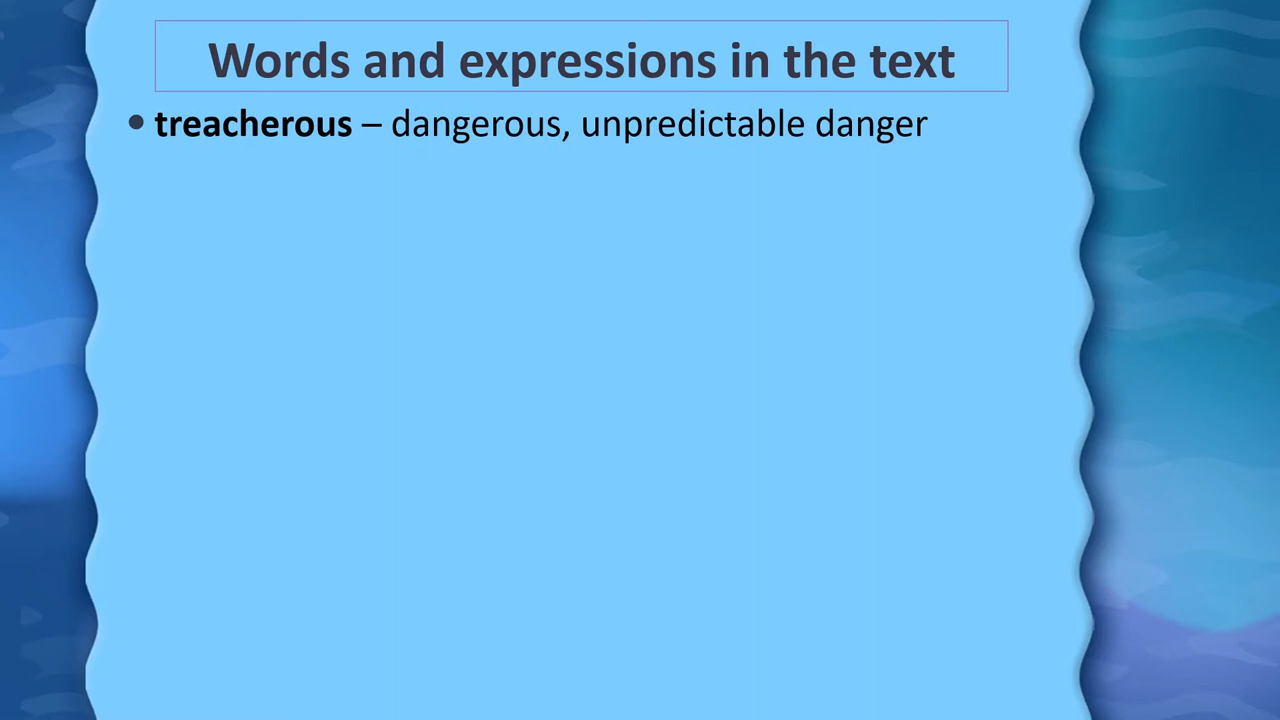 Words and expressions in the text
• treacherous – dangerous, unpredictable danger